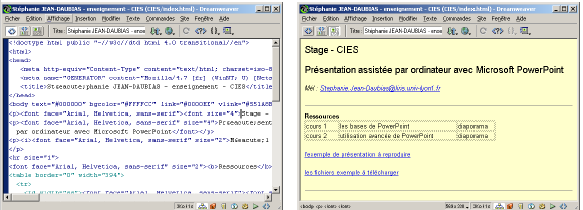 Stéphanie JEAN-DAUBIAS - enseignement - CIES (CIES/index.html) - Dreamweaver
Fichier Edition Affichage Insertion Modifier Texte Commandes Site Fenêtre Aide
Titre : Stéphanie JEAN-DAUBIAS
<!doctype html public "-//w3c//dtd html 4.0 transitional//en">
<html>
<head>
<meta http-equiv="Content-Type" content="text/html; charset=iso-8
<meta name="GENERATOR" content="Mozilla/4.7 [fr] (WinNT; U) [Nets
<title>St&eacute;phanie JEAN-DAUBIAS - enseignement - CIES</title
</head>
<body text="#000000" bgcolor="#FFFFCC" link="#0000EE" vlink="#551A8B
<p><font face="Arial, Helvetica, sans-serif"><font size="4">Stage -
<p><font face="Arial, Helvetica, sans-serif" size="4">Pr&eacute;sent
par ordinateur avec Microsoft PowerPoint</font></p>
<p><i><font face="Arial, Helvetica, sans-serif" size="2">M&eacute;l
</p>
<hr size="1">
<font face="Arial, Helvetica, sans-serif" size="2"><b>Ressources</b>
<table border="0" width="394">
<tr>
Stéphanie JEAN-DAUBIAS - enseignement - CIES (CIES/index.html) - Dreamweaver
Fichier Edition Affichage Insertion Modifier Texte Commandes Site Fenêtre Aide
Titre : Stéphanie JEAN-DAUBIAS
Stage - CIES
Présentation assistée par ordinateur avec Microsoft PowerPoint
Mél : Stephanie.Jean-Daubias@liris.univ-lyon1.fr
Ressources
cours 1 les bases de PowerPoint diaporama
cours 2 utilisation avancée de PowerPoint diaporama
l'exemple de présentation à reproduire
les fichiers exemple à télécharger